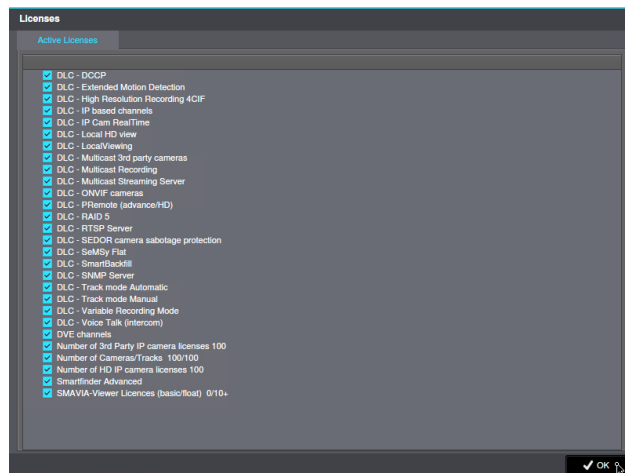 Licenses
Active Licenses
DLC - DCCP
DLC - Extended Motion Detection
DLC - High Resolution Recording 4CIF
DLC - IP based channels
DLC - IP Cam RealTime
DLC - Local HD view
DLC - LocalViewing
DLC - Multicast 3rd party cameras
DLC - Multicast Recording
DLC - Multicast Streaming Server
DLC - ONVIF cameras
DLC - PRemote (advance/HD)
DLC - RAID 5
DLC - RTSP Server
DLC - SEDOR camera sabotage protection
DLC - SeMSy Flat
DLC - SmartBackfill
DLC - SNMP Server
DLC - Track mode Automatic
DLC - Track mode Manual
DLC - Variable Recording Mode
DLC - Voice Talk (intercom)
DVE channels
Number of 3rd Party IP camera licenses 100
Number of Cameras/Tracks 100/100
Number of HD IP camera licenses 100
Smartfinder Advanced
SMAVIA-Viewer Licences (basic/float) 0/10+
OK